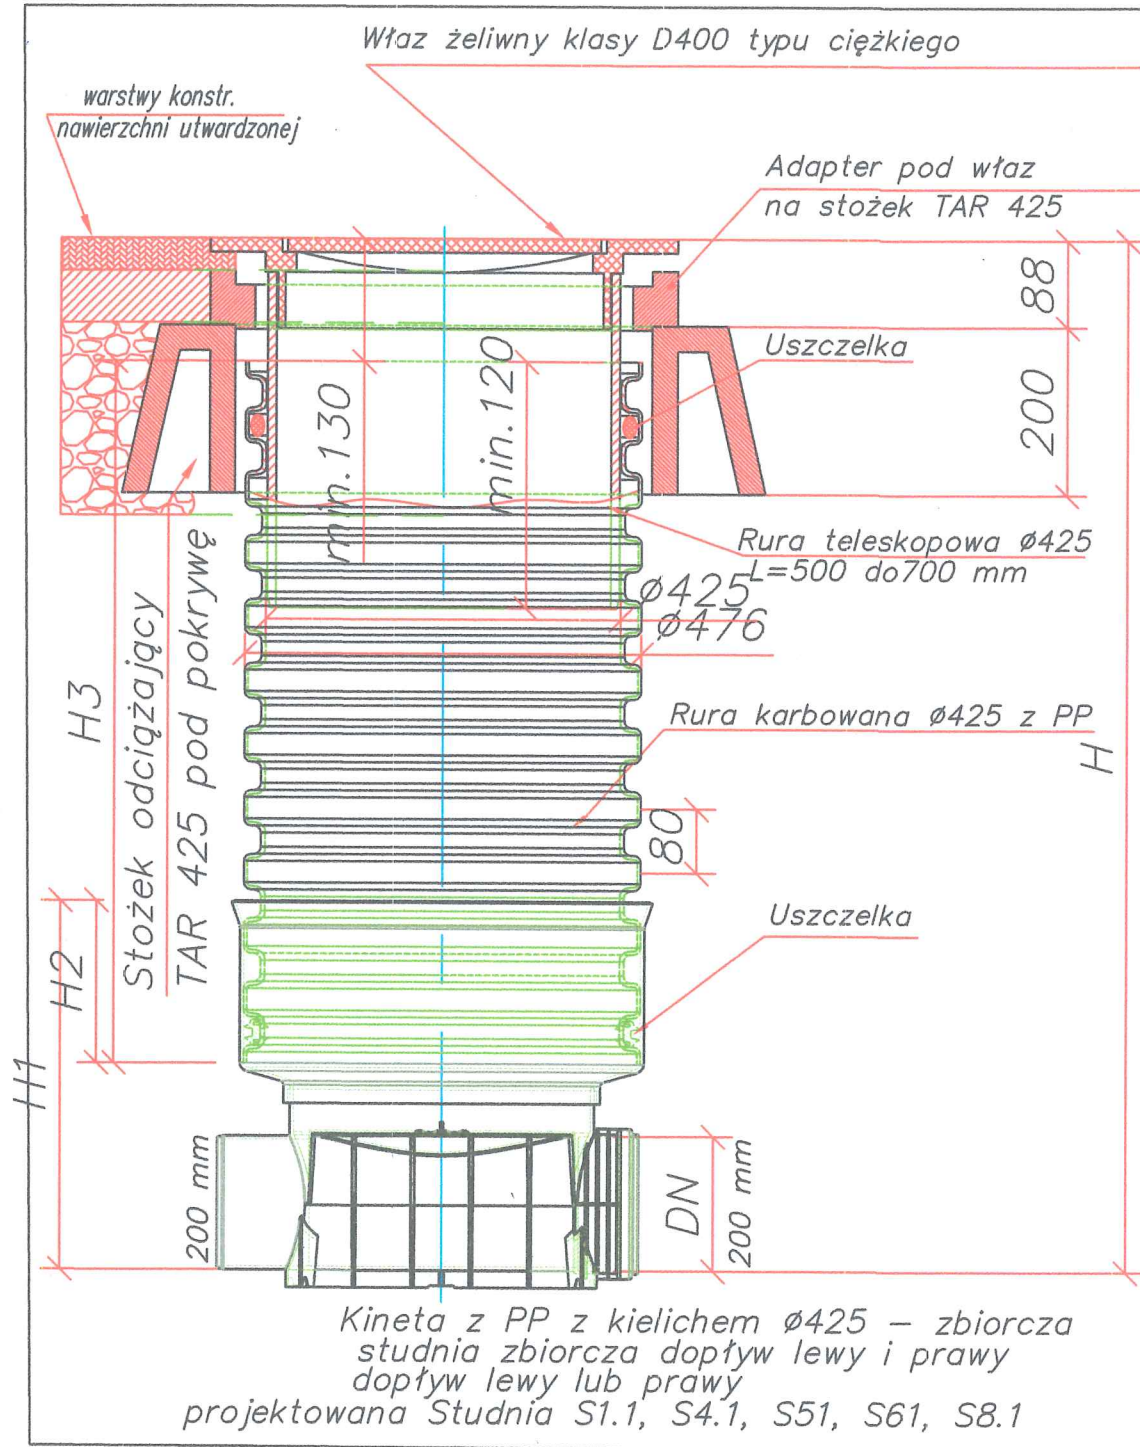 Właz żeliwny klasy D400 typu ciężkiego
warstwy konstr.
nawierzchni utwardzonej
Adapter pod właz
na stożek TAR 425
88
Uszczelka
200
min.130
min.120
Rura teleskopowa ø425
L=500 do700 mm
ø425
ø476
Rura karbowana ø425 z PP
H
H3
Stożek odciążający
TAR 425 pod pokrywę
80
Uszczelka
H2
H1
200 mm
DN
200 mm
Kineta z PP z kielichem ø425 – zbiorcza
studnia zbiorcza dopływ lewy i prawy
dopływ lewy lub prawy
projektowana Studnia S1.1, S4.1, S51, S61, S8.1